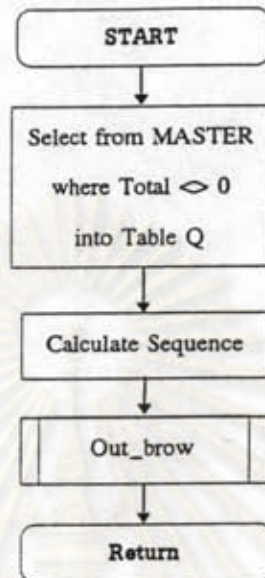 START
Select from MASTER
where Total <> 0
into Table Q
Calculate Sequence
Out_brow
Return